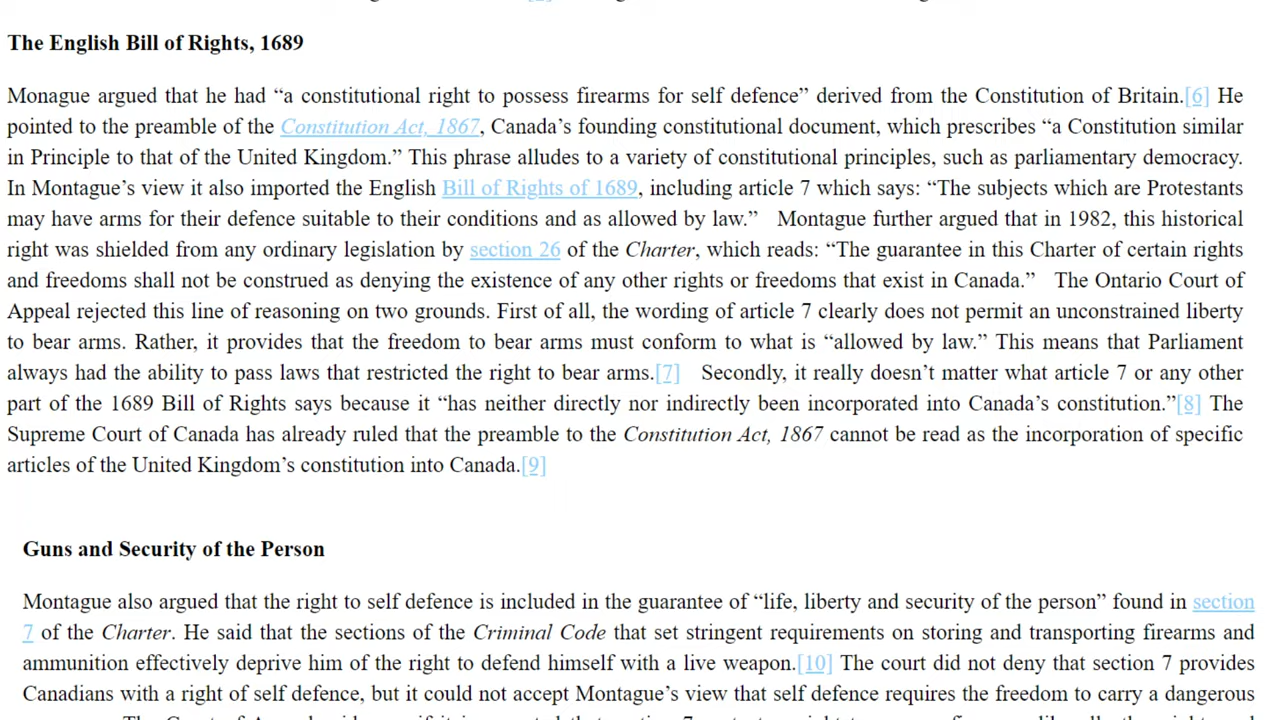 The English Bill of Rights, 1689
Monague argued that he had “a constitutional right to possess firearms for self defence” derived from the Constitution of Britain.[6] He
pointed to the preamble of the Constitution Act, 1867, Canada’s founding constitutional document, which prescribes “a Constitution similar
in Principle to that of the United Kingdom.” This phrase alludes to a variety of constitutional principles, such as parliamentary democracy.
In Montague’s view it also imported the English Bill of Rights of 1689, including article 7 which says: “The subjects which are Protestants
may have arms for their defence suitable to their conditions and as allowed by law.” Montague further argued that in 1982, this historical
right was shielded from any ordinary legislation by section 26 of the Charter, which reads: “The guarantee in this Charter of certain rights
and freedoms shall not be construed as denying the existence of any other rights or freedoms that exist in Canada.” The Ontario Court of
Appeal rejected this line of reasoning on two grounds. First of all, the wording of article 7 clearly does not permit an unconstrained liberty
to bear arms. Rather, it provides that the freedom to bear arms must conform to what is “allowed by law.” This means that Parliament
always had the ability to pass laws that restricted the right to bear arms.[7] Secondly, it really doesn’t matter what article 7 or any other
part of the 1689 Bill of Rights says because it “has neither directly nor indirectly been incorporated into Canada’s constitution.”[8] The
Supreme Court of Canada has already ruled that the preamble to the Constitution Act, 1867 cannot be read as the incorporation of specific
articles of the United Kingdom’s constitution into Canada.[9]
Guns and Security of the Person
Montague also argued that the right to self defence is included in the guarantee of “life, liberty and security of the person” found in section
7 of the Charter. He said that the sections of the Criminal Code that set stringent requirements on storing and transporting firearms and
ammunition effectively deprive him of the right to defend himself with a live weapon.[10] The court did not deny that section 7 provides
Canadians with a right of self defence, but it could not accept Montague’s view that self defence requires the freedom to carry a dangerous